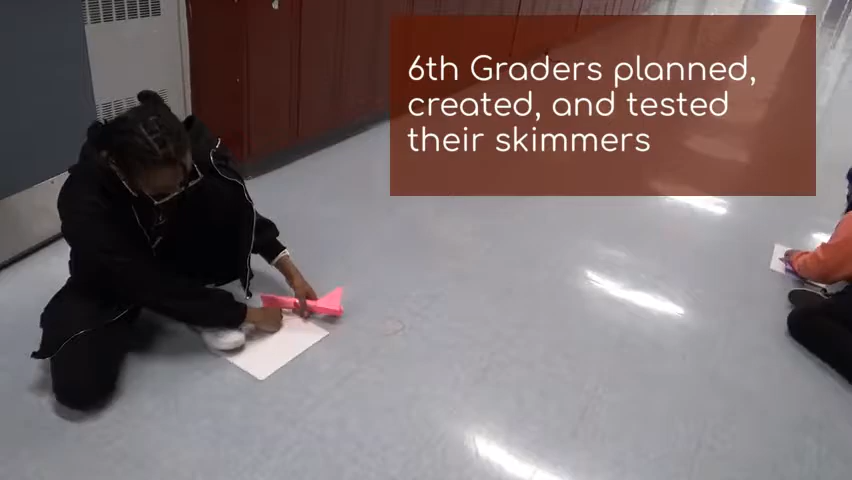 6th Graders planned,
created, and tested
their skimmers